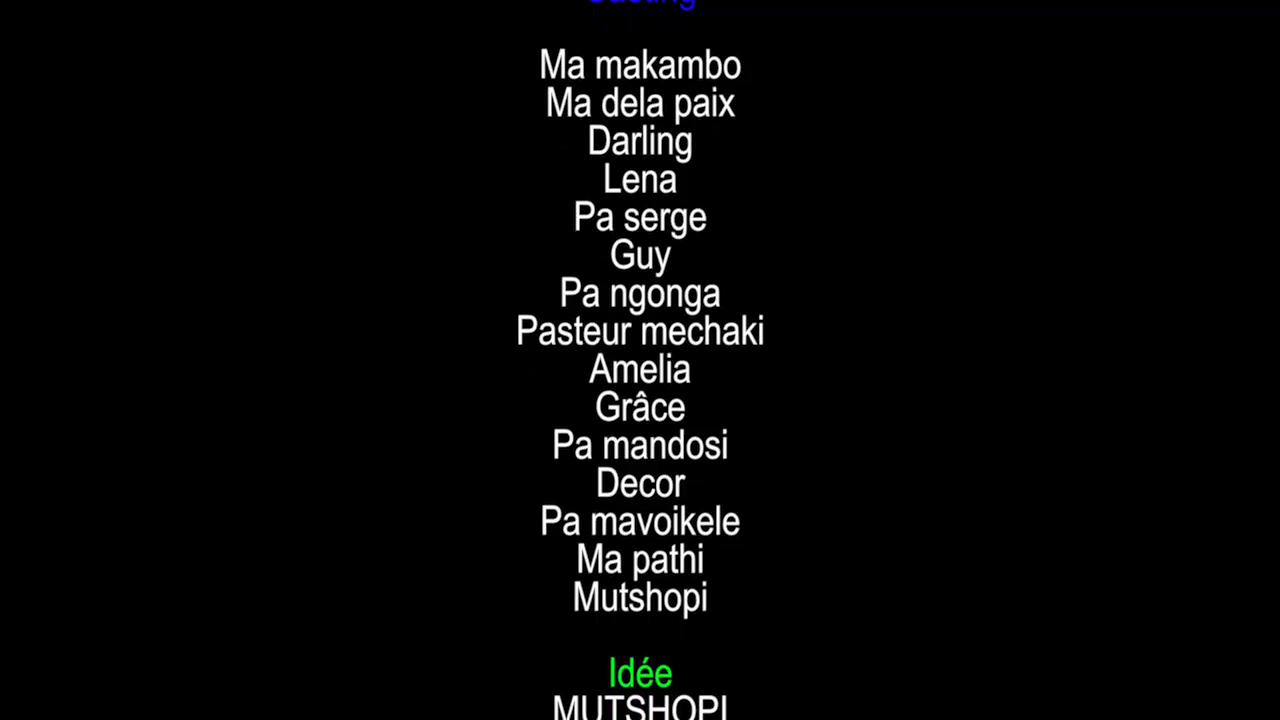 Casting
Ma makambo
Ma dela paix
Darling
Lena
Pa serge
Guy
Pa ngonga
Pasteur mechaki
Amelia
Grâce
Pa mandosi
Decor
Pa mavoikele
Ma pathi
Mutshopi
Idée
MUTSHOPI